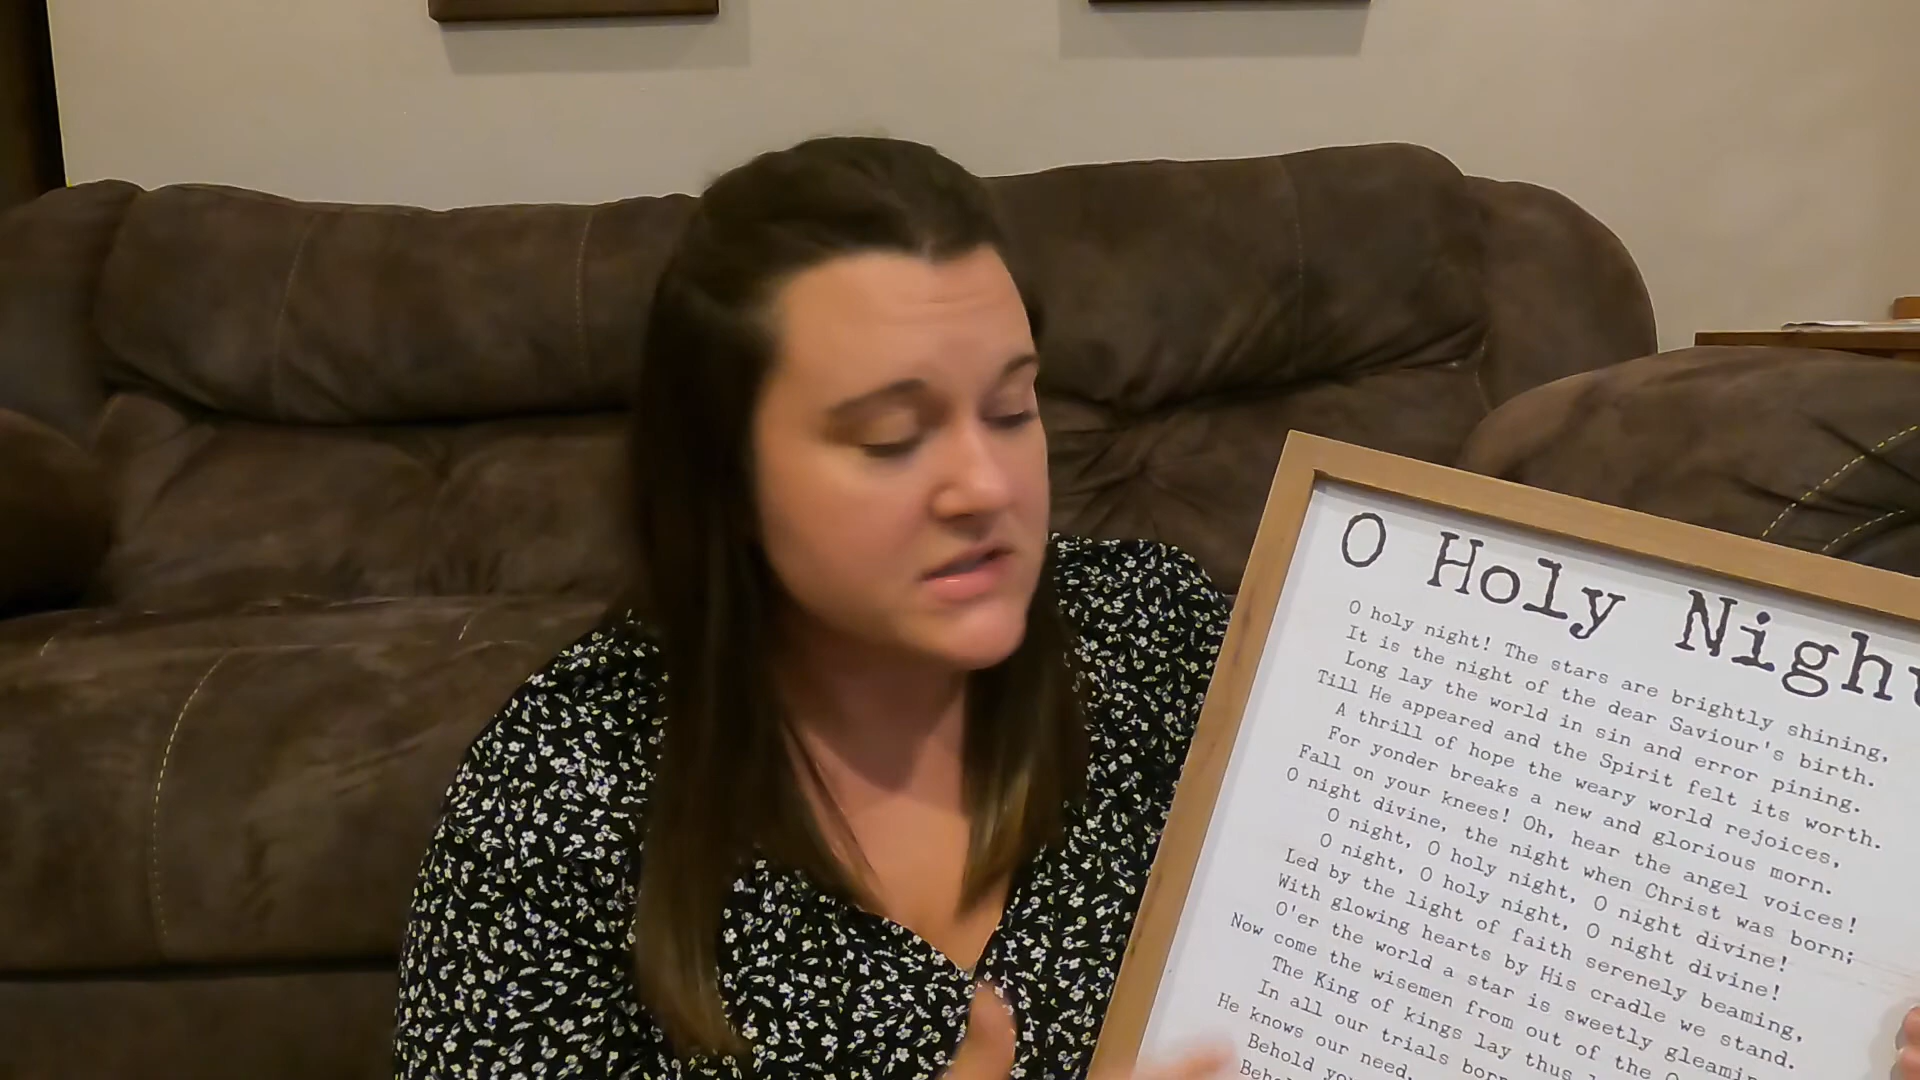 O Holy Night
O holy night! The stars are brightly shining,
It is the night of the dear Saviour's birth.
Long lay the world in sin and error pining.
Till He appeared and the Spirit felt its worth.
A thrill of hope the weary world rejoices,
For yonder breaks a new and glorious morn.
Fall on your knees! Oh, hear the angel voices!
O night divine, the night when Christ was born;
O night, O holy night, O night divine!
O night, O holy night, O night divine!
Led by the light of faith serenely beaming,
With glowing hearts by His cradle we stand.
O'er the world a star is sweetly gleamin
Now come the wisemen from out of the O
The King of kings lay thus
In all our trials born
He knows our need,
Behold yo
Beho